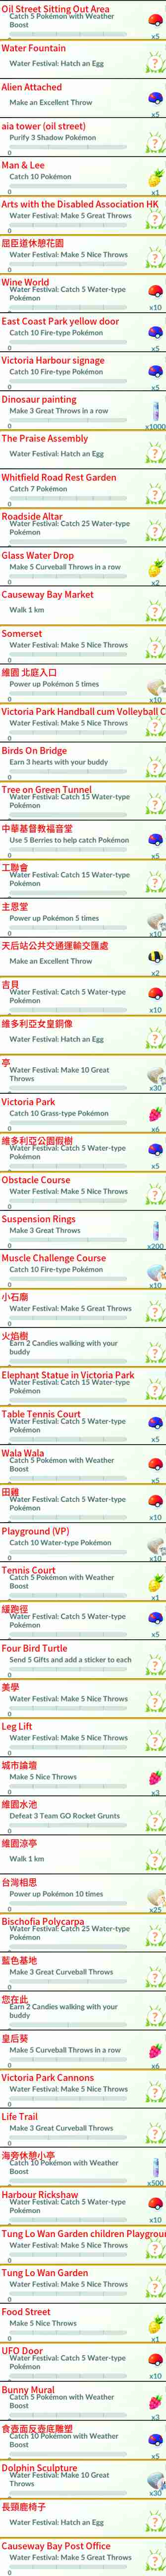 Oil Street Sitting Out Area
Catch 5 Pokémon with Weather
Boost
0
x5
Water Fountain
Water Festival: Hatch an Egg
Alien Attached
Make an Excellent Throw
x5
aia tower (oil street)
Purify 3 Shadow Pokémon
0
Man & Lee
Catch 10 Pokémon
0
x1
Arts with the Disabled Association HK
Water Festival: Make 5 Great Throws
0
屈臣道休憩花園
Water Festival: Make 5 Nice Throws
0
Wine World
Water Festival: Catch 5 Water-type
Pokémon
0
x10
East Coast Park yellow door
Catch 10 Fire-type Pokémon
0
x5
Victoria Harbour signage
Catch 10 Fire-type Pokémon
0
x5
Dinosaur painting
Make 3 Great Throws in a row
0
x1000
The Praise Assembly
Water Festival: Hatch an Egg
Whitfield Road Rest Garden
Catch 7 Pokémon
0
Roadside Altar
Water Festival: Catch 25 Water-type
Pokémon
0
Glass Water Drop
Make 5 Curveball Throws in a row
0
x2
Causeway Bay Market
Walk 1 km
Somerset
Water Festival: Make 5 Nice Throws
0
維園 北庭入口
Power up Pokémon 5 times
0
x10
Victoria Park Handball cum Volleyball C
Water Festival: Make 5 Nice Throws
0
Birds On Bridge
Earn 3 hearts with your buddy
0
Tree on Green Tunnel
Water Festival: Catch 15 Water-type
Pokémon
0
中華基督教福音堂
Use 5 Berries to help catch Pokémon
0
x5
工聯會
Water Festival: Catch 15 Water-type
Pokémon
0
主恩堂
Power up Pokémon 5 times
0
x10
天后站公共交通運輸交匯處
Make an Excellent Throw
x2
吉貝
Water Festival: Catch 5 Water-type
Pokémon
0
x10
維多利亞女皇銅像
Water Festival: Hatch an Egg
亭
Water Festival: Make 10 Great
Throws
0
x30
Victoria Park
Catch 10 Grass-type Pokémon
0
x6
維多利亞公園假樹
Water Festival: Catch 5 Water-type
Pokémon
0
x5
Obstacle Course
Water Festival: Make 5 Nice Throws
0
Suspension Rings
Make 3 Great Throws
0
x200
Muscle Challenge Course
Catch 10 Fire-type Pokémon
0
x10
小石廟
Water Festival: Make 5 Great Throws
0
火焰樹
Earn 2 Candies walking with your
buddy
0
Elephant Statue in Victoria Park
Water Festival: Catch 15 Water-type
Pokémon
0
Table Tennis Court
Water Festival: Catch 5 Water-type
Pokémon
0
x5
Wala Wala
Catch 5 Pokémon with Weather
Boost
0
x5
田雞
Water Festival: Catch 5 Water-type
Pokémon
0
x10
Playground (VP)
Catch 10 Water-type Pokémon
0
x10
Tennis Court
Catch 5 Pokémon with Weather
Boost
0
x1
緩跑徑
Water Festival: Catch 5 Water-type
Pokémon
0
x5
Four Bird Turtle
Send 5 Gifts and add a sticker to each
0
美學
Water Festival: Make 5 Nice Throws
0
Leg Lift
Water Festival: Make 5 Nice Throws
0
城市論壇
Make 5 Nice Throws
0
x3
維園水池
Defeat 3 Team GO Rocket Grunts
0
維園涼亭
Walk 1 km
台灣相思
Power up Pokémon 10 times
0
x25
Bischofia Polycarpa
Water Festival: Catch 25 Water-type
Pokémon
0
藍色基地
Make 3 Great Curveball Throws
0
您在此
Earn 2 Candies walking with your
buddy
0
皇后葵
Make 5 Curveball Throws in a row
0
x6
Victoria Park Cannons
Water Festival: Make 5 Nice Throws
0
Life Trail
Make 3 Great Curveball Throws
0
海旁休憩小亭
Catch 10 Pokémon with Weather
Boost
0
x500
Harbour Rickshaw
Water Festival: Catch 5 Water-type
Pokémon
0
x10
Tung Lo Wan Garden children Playgrou
Water Festival: Make 5 Nice Throws
0
Tung Lo Wan Garden
Water Festival: Make 5 Nice Throws
0
Food Street
Make 5 Nice Throws
0
x1
UFO Door
Water Festival: Catch 5 Water-type
Pokémon
0
x10
Bunny Mural
Catch 5 Pokémon with Weather
Boost
0
x3
食壺面反壺底雕塑
Catch 10 Pokémon with Weather
Boost
0
x5
Dolphin Sculpture
Water Festival: Make 10 Great
Throws
0
x30
長頸鹿椅子
Water Festival: Hatch an Egg
Causeway Bay Post Office
Water Festival: Make 5 Great Throws
0